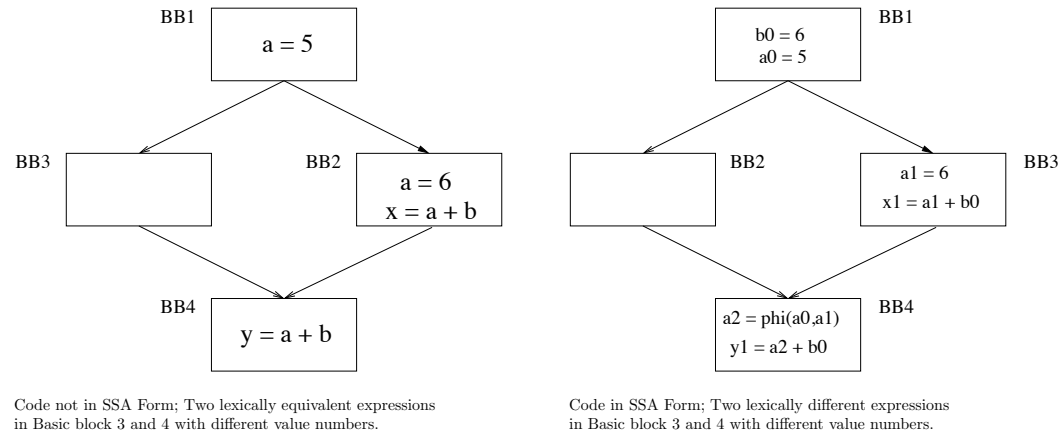 BB1
a = 5
BB3
BB2
a = 6
x = a + b
BB4
y = a + b
Code not in SSA Form; Two lexically equivalent expressions
in Basic block 3 and 4 with different value numbers.
BB1
b0 = 6
a0 = 5
BB2
BB3
a1 = 6
x1 = a1 + b0
BB4
a2 = phi(a0,a1)
y1 = a2 + b0
Code in SSA Form; Two lexically different expressions
in Basic block 3 and 4 with different value numbers.